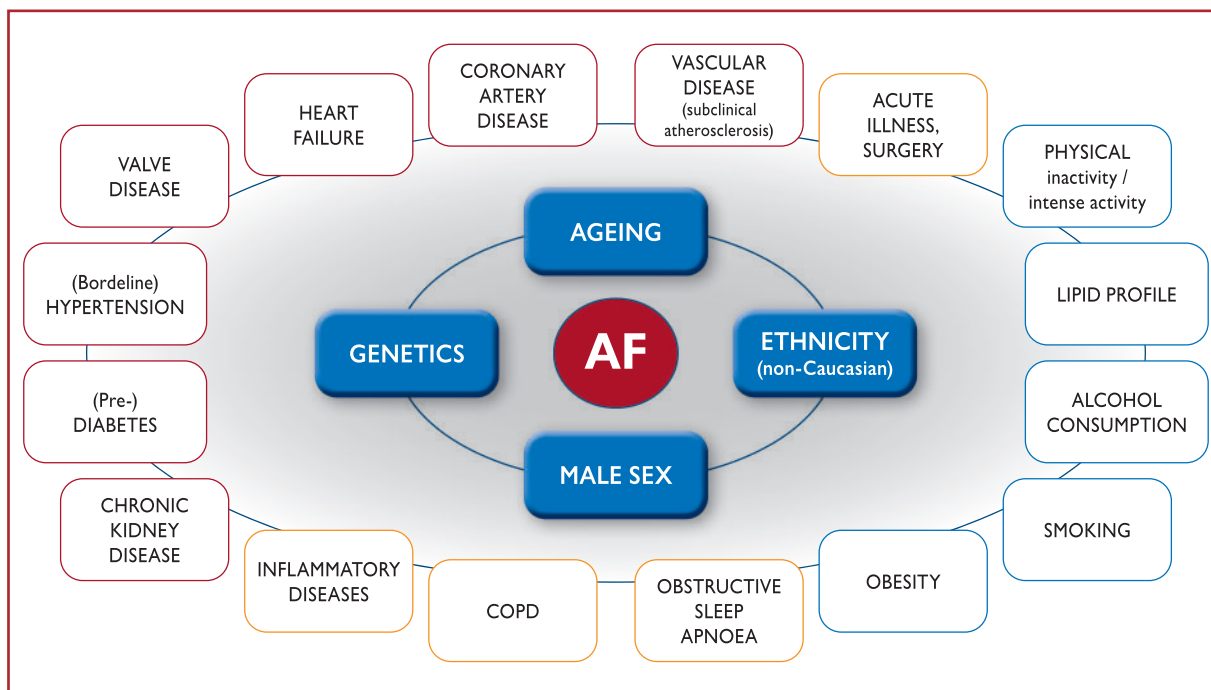 CORONARY
ARTERY
DISEASE
VASCULAR
DISEASE
(subclinical
atherosclerosis)
HEART
FAILURE
ACUTE
ILLNESS,
SURGERY
VALVE
DISEASE
PHYSICAL
inactivity /
intense activity
AGEING
(Bordeline)
HYPERTENSION
LIPID PROFILE
GENETICS
AF
ETHNICITY
(non-Caucasian)
(Pre-)
DIABETES
ALCOHOL
CONSUMPTION
MALE SEX
CHRONIC
KIDNEY
DISEASE
SMOKING
INFLAMMATORY
DISEASES
COPD
OBSTRUCTIVE
SLEEP
APNOEA
OBESITY